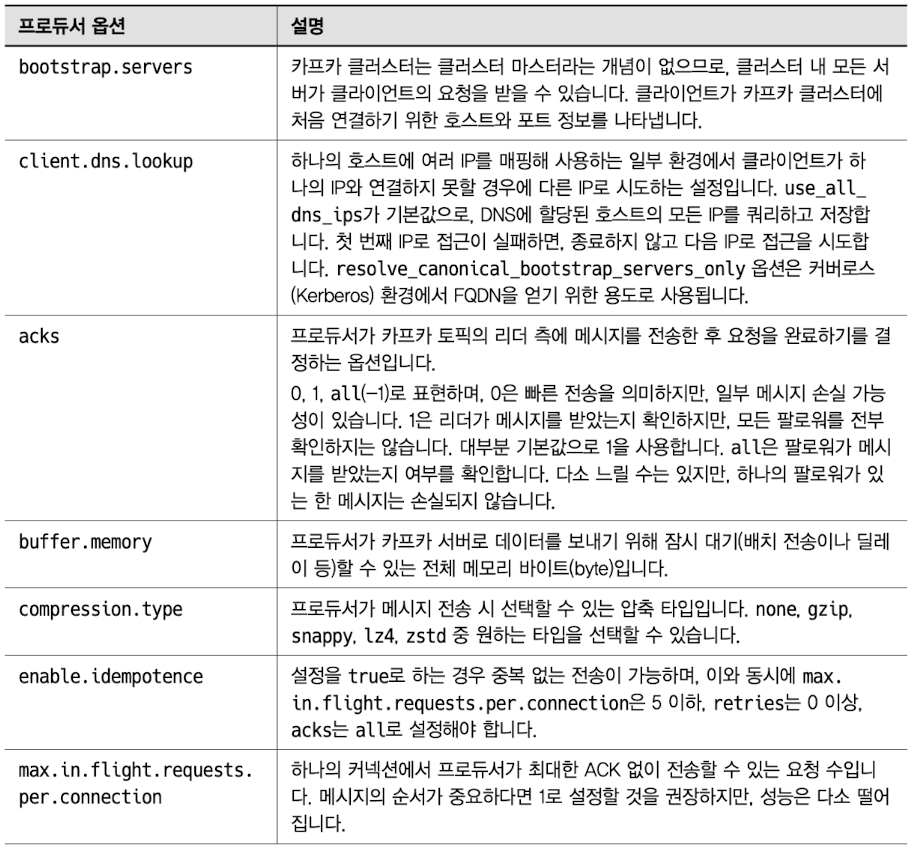 프로듀서 옵션
설명
bootstrap.servers
카프카 클러스터는 클러스터 마스터라는 개념이 없으므로, 클러스터 내 모든 서
버가 클라이언트의 요청을 받을 수 있습니다. 클라이언트가 카프카 클러스터에
처음 연결하기 위한 호스트와 포트 정보를 나타냅니다.
client.dns.lookup
하나의 호스트에 여러 IP를 매핑해 사용하는 일부 환경에서 클라이언트가 하
나의 IP와 연결하지 못할 경우에 다른 IP로 시도하는 설정입니다. use_all_
dns_ips가 기본값으로, DNS에 할당된 호스트의 모든 IP를 쿼리하고 저장합
니다. 첫 번째 IP로 접근이 실패하면, 종료하지 않고 다음 IP로 접근을 시도합
니다. resolve_canonical_bootstrap_servers_only 옵션은 커버로스
(Kerberos) 환경에서 FQDN을 얻기 위한 용도로 사용됩니다.
acks
프로듀서가 카프카 토픽의 리더 측에 메시지를 전송한 후 요청을 완료하기를 결
정하는 옵션입니다.
0, 1, all(-1)로 표현하며, 0은 빠른 전송을 의미하지만, 일부 메시지 손실 가능
성이 있습니다. 1은 리더가 메시지를 받았는지 확인하지만, 모든 팔로워를 전부
확인하지는 않습니다. 대부분 기본값으로 1을 사용합니다. all은 팔로워가 메시
지를 받았는지 여부를 확인합니다. 다소 느릴 수는 있지만, 하나의 팔로워가 있
는 한 메시지는 손실되지 않습니다.
buffer.memory
프로듀서가 카프카 서버로 데이터를 보내기 위해 잠시 대기(배치 전송이나 딜레
이 등)할 수 있는 전체 메모리 바이트(byte)입니다.
compression.type
프로듀서가 메시지 전송 시 선택할 수 있는 압축 타입입니다. none, gzip,
snappy, lz4, zstd 중 원하는 타입을 선택할 수 있습니다.
enable.idempotence
설정을 true로 하는 경우 중복 없는 전송이 가능하며, 이와 동시에 max.
in.flight.requests.per.connection은 5 이하, retries는 0 이상,
acks는 all로 설정해야 합니다.
max.in.flight.requests.
per.connection
하나의 커넥션에서 프로듀서가 최대한 ACK 없이 전송할 수 있는 요청 수입니
다. 메시지의 순서가 중요하다면 1로 설정할 것을 권장하지만, 성능은 다소 떨어
집니다.